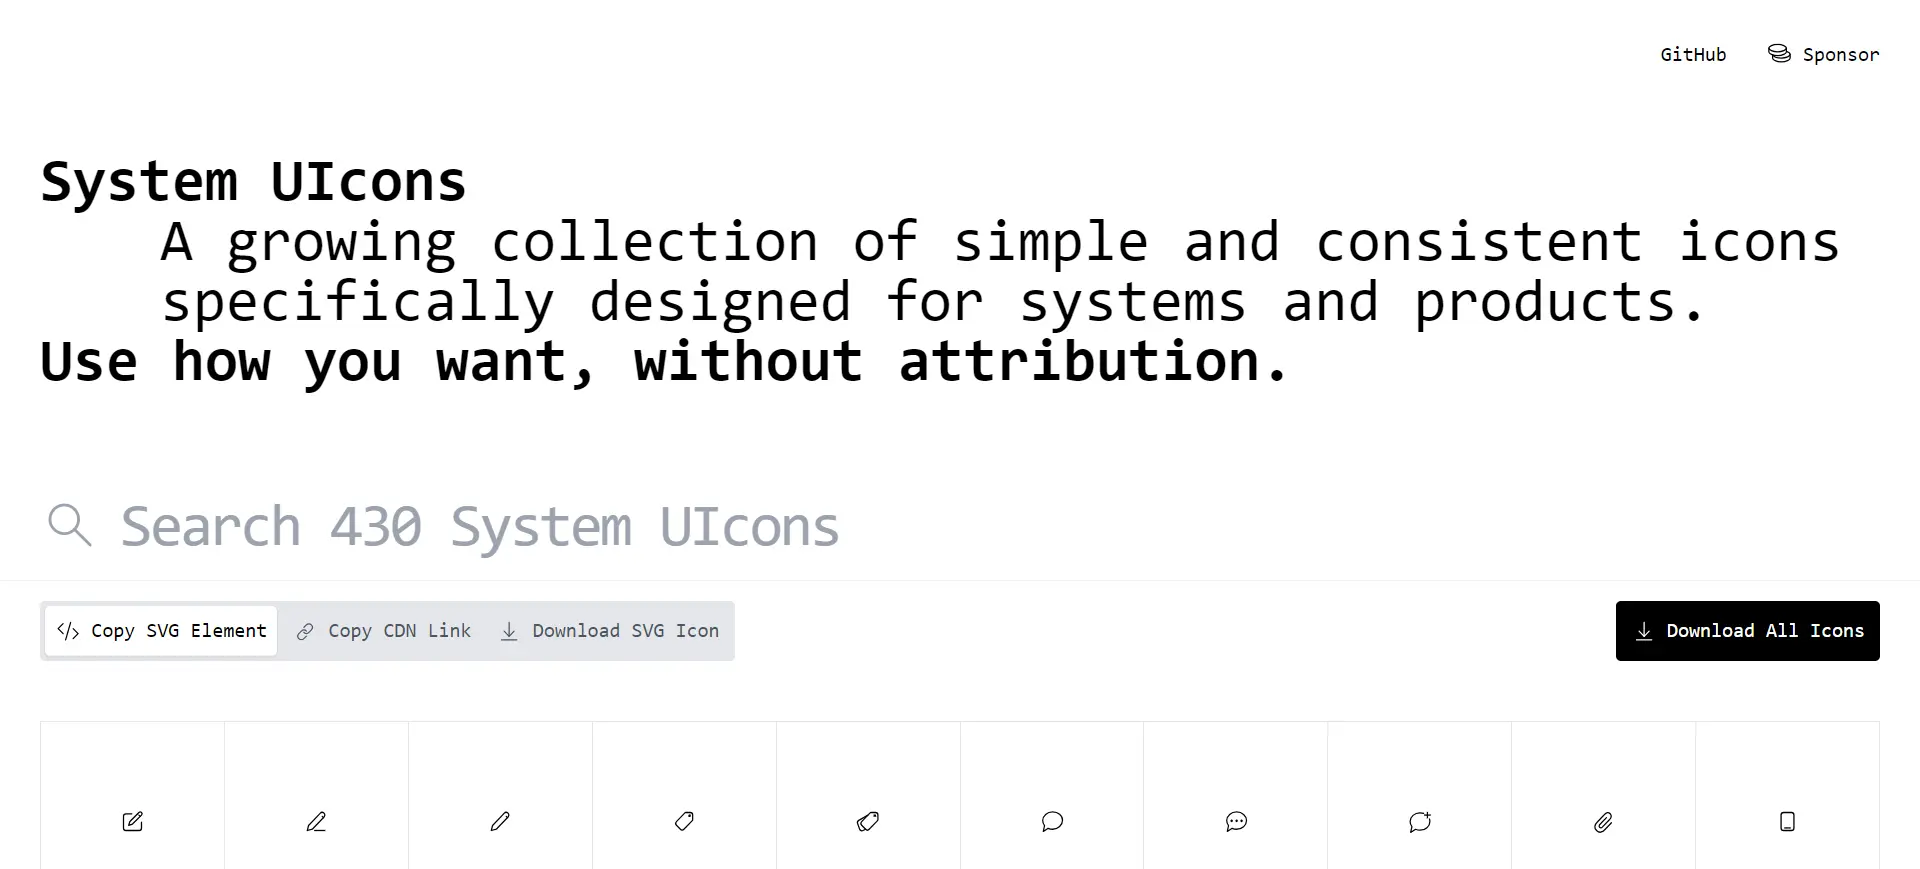 GitHub
Sponsor
System UIcons
A growing collection of simple and consistent icons
specifically designed for systems and products.
Use how you want, without attribution.
Search 430 System UIcons
Copy SVG Element
Copy CDN Link
Download SVG Icon
Download All Icons